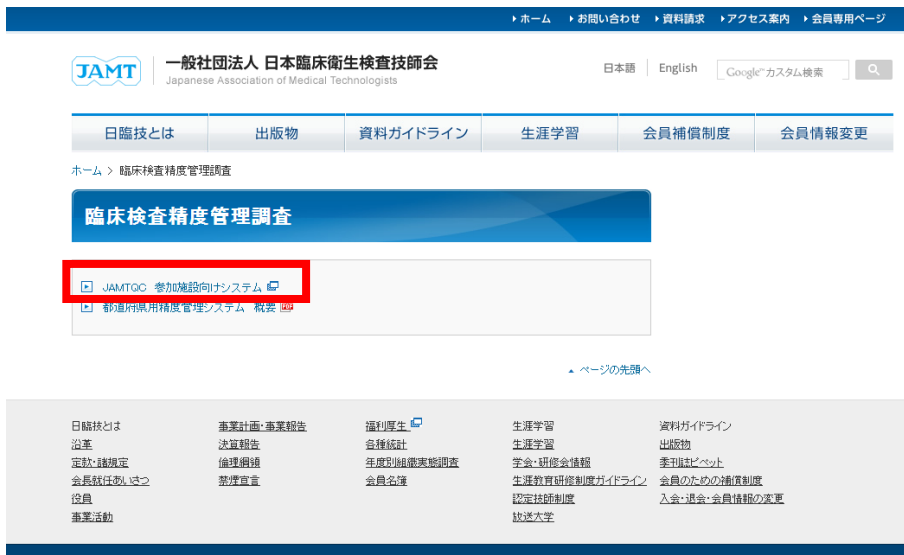 ホーム お問い合わせ 資料請求 アクセス案内 会員専用ページ
JAMT 一般社団法人 日本臨床衛生検査技師会
Japanese Association of Medical Technologists
日本語 English Google™カスタム検索
日臨技とは 出版物 資料ガイドライン 生涯学習 会員補償制度 会員情報変更
ホーム > 臨床検査精度管理調査
臨床検査精度管理調査
JAMTQC 参加施設向けシステム
都道府県用精度管理システム 概要
ページの先頭へ
日臨技とは 事業計画・事業報告 福利厚生 生涯学習 資料ガイドライン
沿革 決算報告 各種統計 生涯学習 出版物
定款・諸規定 倫理綱領 年度別組織実態調査 学会・研修会情報 季刊誌ピペット
会長就任あいさつ 禁煙宣言 会員名簿 生涯教育研修制度ガイドライン 会員のための補償制度
役員 認定技師制度 入会・退会・会員情報の変更
事業活動 放送大学